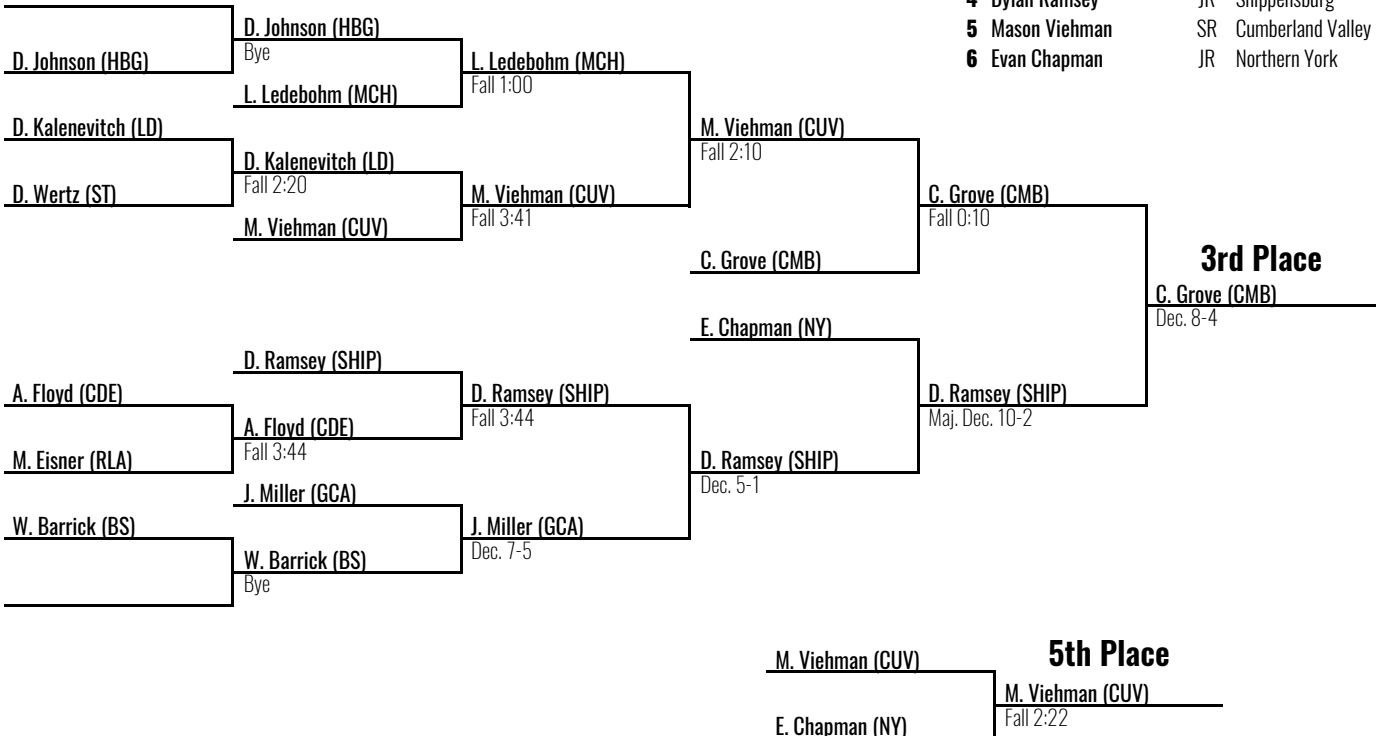 4 Dylan Ramsey JR Shippensburg
5 Mason Viehman SR Cumberland Valley
6 Evan Chapman JR Northern York
D. Johnson (HBG)
D. Kalenevitch (LD)
D. Wertz (ST)
A. Floyd (CDE)
M. Eisner (RLA)
W. Barrick (BS)
D. Johnson (HBG)
Bye
L. Ledebohm (MCH)
D. Kalenevitch (LD)
Fall 2:20
M. Viehman (CUV)
D. Ramsey (SHIP)
A. Floyd (CDE)
Fall 3:44
J. Miller (GCA)
W. Barrick (BS)
Bye
L. Ledebohm (MCH)
Fall 1:00
M. Viehman (CUV)
Fall 3:41
D. Ramsey (SHIP)
Fall 3:44
J. Miller (GCA)
Dec. 7-5
M. Viehman (CUV)
Fall 2:10
C. Grove (CMB)
E. Chapman (NY)
D. Ramsey (SHIP)
Dec. 5-1
C. Grove (CMB)
Fall 0:10
D. Ramsey (SHIP)
Maj. Dec. 10-2
3rd Place
C. Grove (CMB)
Dec. 8-4
5th Place
M. Viehman (CUV)
E. Chapman (NY)
M. Viehman (CUV)
Fall 2:22